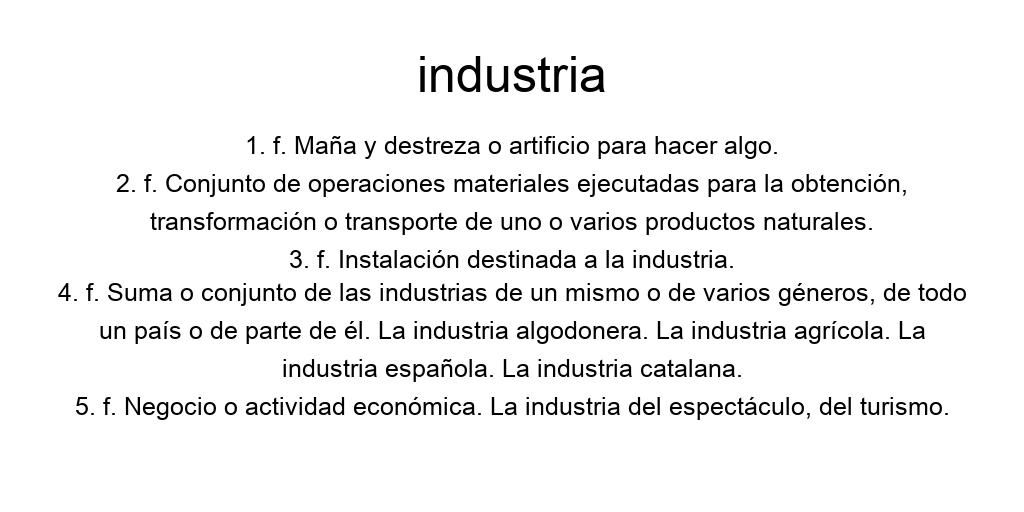 industria
1. f. Maña y destreza o artificio para hacer algo.
2. f. Conjunto de operaciones materiales ejecutadas para la obtención,
transformación o transporte de uno o varios productos naturales.
3. f. Instalación destinada a la industria.
4. f. Suma o conjunto de las industrias de un mismo o de varios géneros, de todo
un país o de parte de él. La industria algodonera. La industria agrícola. La
industria española. La industria catalana.
5. f. Negocio o actividad económica. La industria del espectáculo, del turismo.